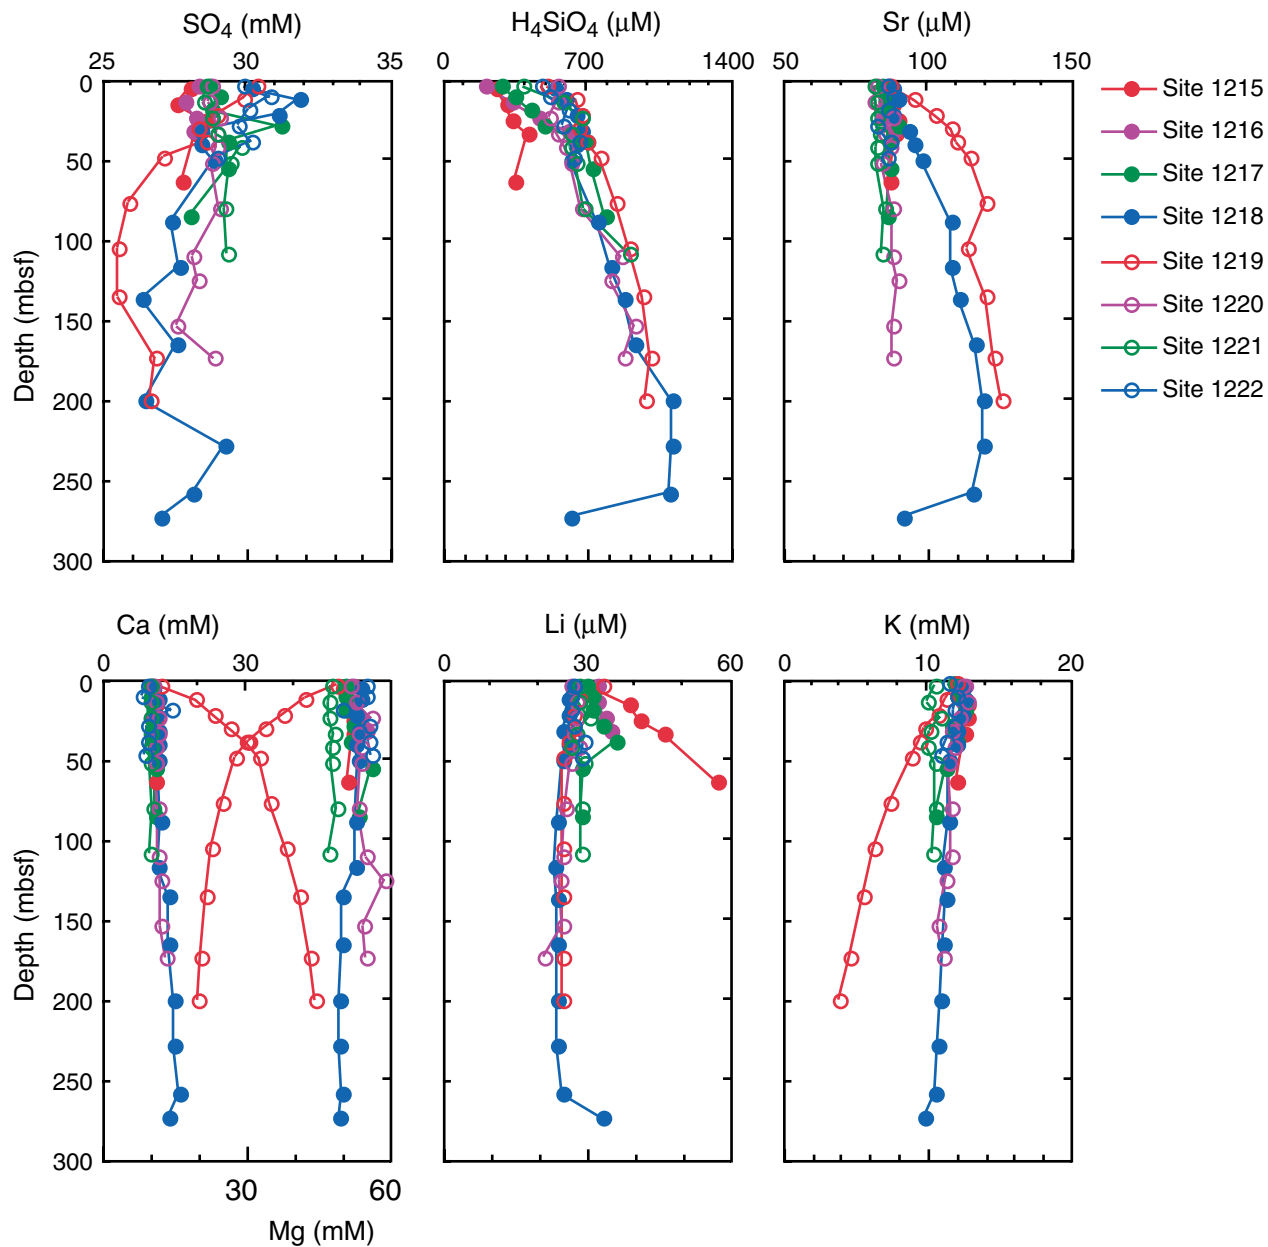 SO₄ (mM) H₄SiO₄ (µM) Sr (µM)
25 30 35 0 700 1400 50 100 150
0
50
100
150
200
250
300
Depth (mbsf)
Site 1215
Site 1216
Site 1217
Site 1218
Site 1219
Site 1220
Site 1221
Site 1222
Ca (mM) Li (µM) K (mM)
0 30 0 30 60 0 10 20
0
50
100
150
200
250
300
Depth (mbsf)
30 60
Mg (mM)